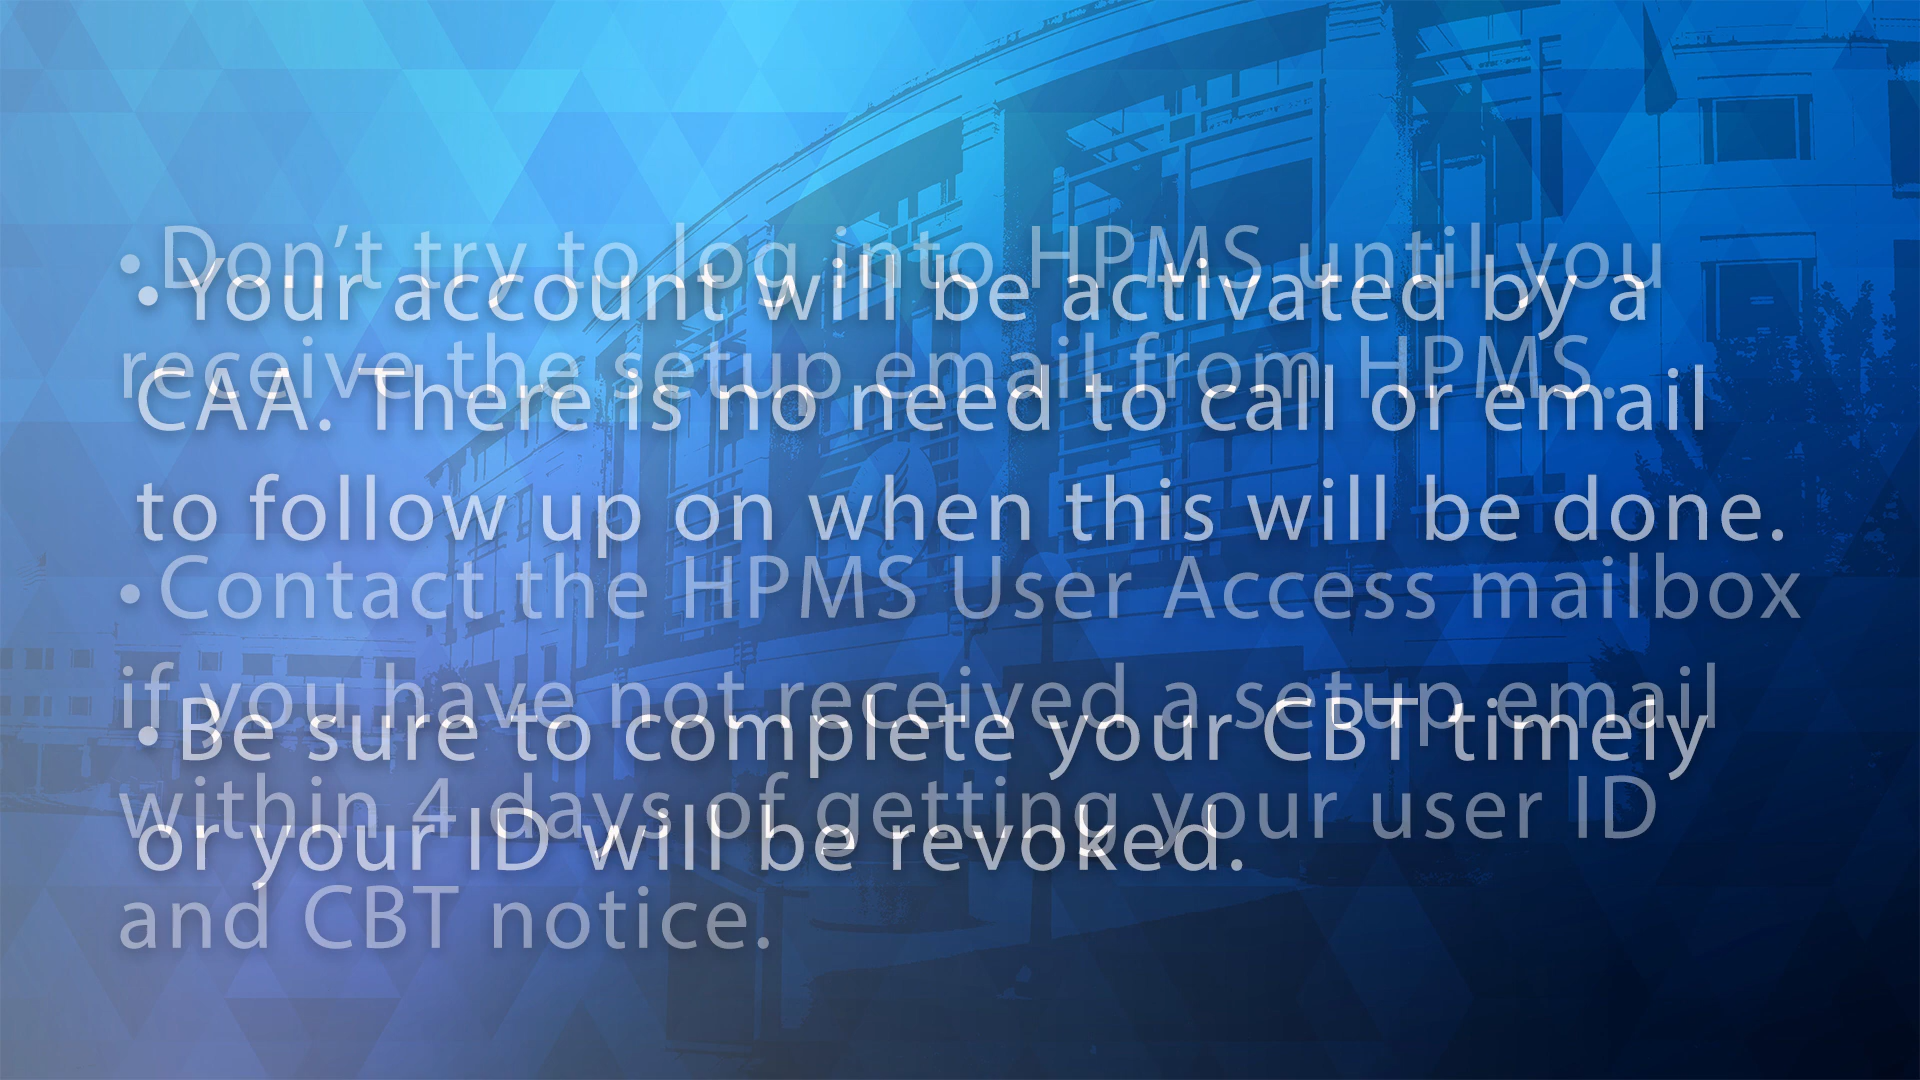 • Don’t try to log into HPMS until you
receive the setup email from HPMS.
• Contact the HPMS User Access mailbox
if you have not received a setup email
within 4 days of getting your user ID
and CBT notice.
• Your account will be activated by a
CAA. There is no need to call or email
to follow up on when this will be done.
• Be sure to complete your CBT timely
or your ID will be revoked.